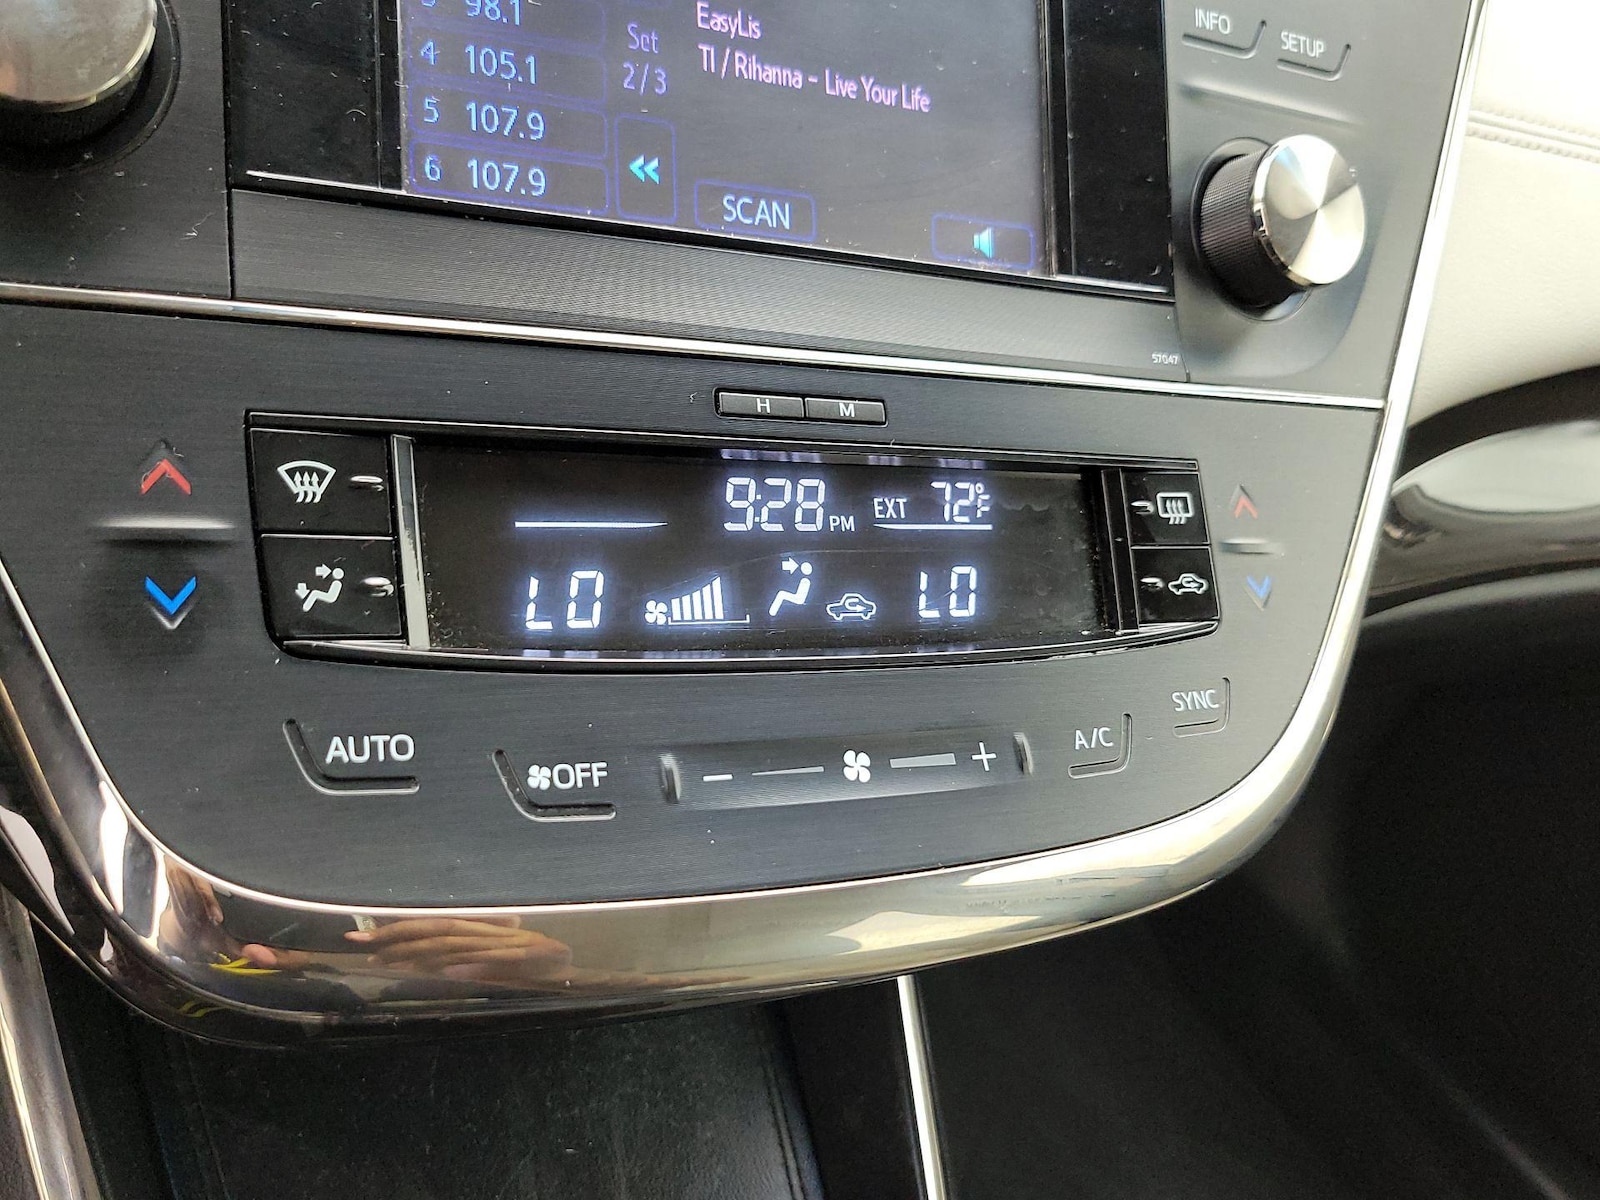 3 98.1
4 105.1
5 107.9
6 107.9
Set
2/3
EasyLis
TI / Rihanna - Live Your Life
SCAN
INFO
SETUP
57047
H
M
9:28 PM
EXT 72°F
LO
LO
AUTO
OFF
- +
A/C
SYNC